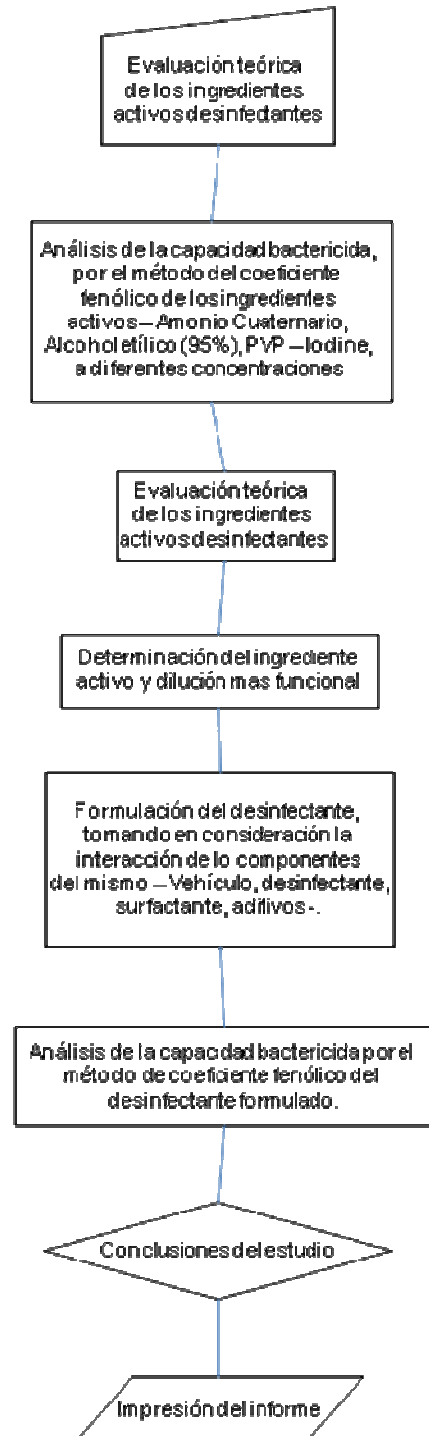 Evaluación teórica
de los ingredientes
activos desinfectantes
Análisis de la capacidad bactericida,
por el método del coeficiente
fenólico de los ingredientes
activos – Amonio Cuaternario,
Alcohol etílico (95%), PVP – Iodine,
a diferentes concentraciones
Evaluación teórica
de los ingredientes
activos desinfectantes
Determinación del ingrediente
activo y dilución mas funcional
Formulación del desinfectante,
tomando en consideración la
interacción de lo componentes
del mismo – Vehículo, desinfectante,
surfactante, aditivos -.
Análisis de la capacidad bactericida por el
método de coeficiente fenólico del
desinfectante formulado.
Conclusiones del estudio
Impresión del informe